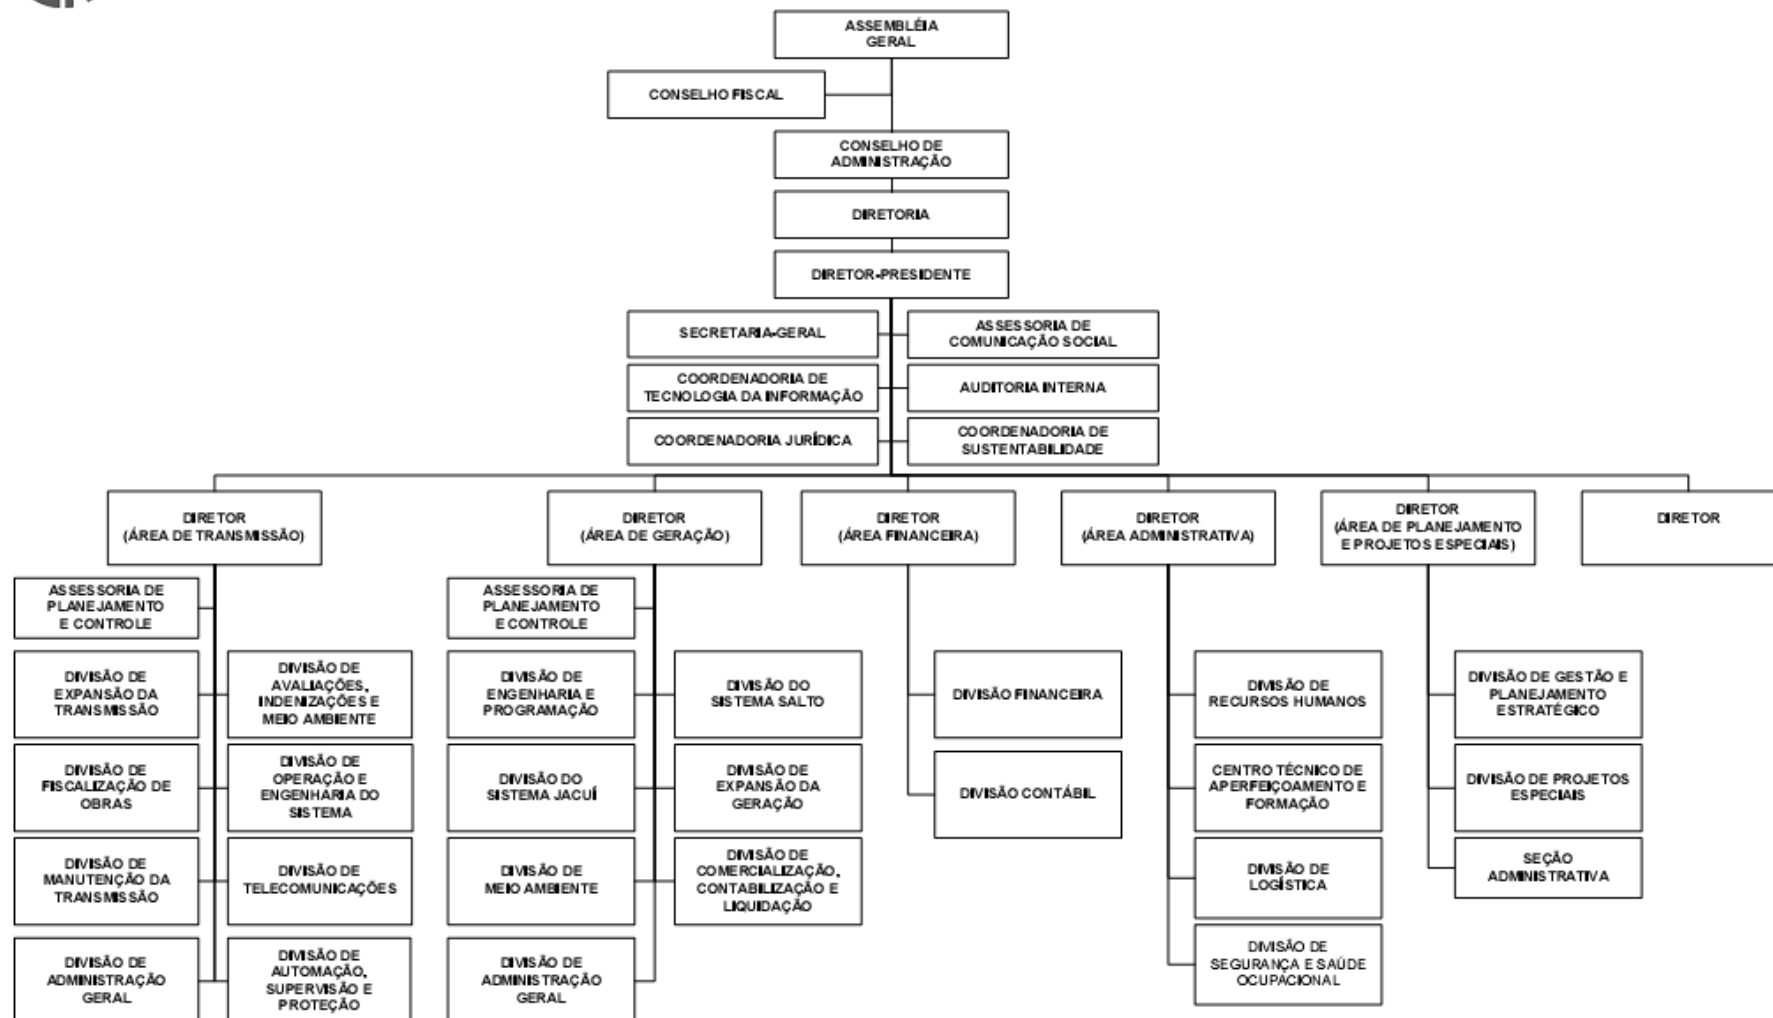 ASSEMBLÉIA
GERAL
CONSELHO FISCAL
CONSELHO DE
ADMINISTRAÇÃO
DIRETORIA
DIRETOR-PRESIDENTE
SECRETARIA-GERAL
ASSESSORIA DE
COMUNICAÇÃO SOCIAL
COORDENADORIA DE
TECNOLOGIA DA INFORMAÇÃO
AUDITORIA INTERNA
COORDENADORIA JURÍDICA
COORDENADORIA DE
SUSTENTABILIDADE
DIRETOR
(ÁREA DE TRANSMISSÃO)
DIRETOR
(ÁREA DE GERAÇÃO)
DIRETOR
(ÁREA FINANCEIRA)
DIRETOR
(ÁREA ADMINISTRATIVA)
DIRETOR
(ÁREA DE PLANEJAMENTO
E PROJETOS ESPECIAIS)
DIRETOR
ASSESSORIA DE
PLANEJAMENTO
E CONTROLE
DIVISÃO DE
EXPANSÃO DA
TRANSMISSÃO
DIVISÃO DE
AVALIAÇÕES,
INDENIZAÇÕES E
MEIO AMBIENTE
DIVISÃO DE
FISCALIZAÇÃO DE
OBRAS
DIVISÃO DE
OPERAÇÃO E
ENGENHARIA DO
SISTEMA
DIVISÃO DE
MANUTENÇÃO DA
TRANSMISSÃO
DIVISÃO DE
TELECOMUNICAÇÕES
DIVISÃO DE
ADMINISTRAÇÃO
GERAL
DIVISÃO DE
AUTOMAÇÃO,
SUPERVISÃO E
PROTEÇÃO
ASSESSORIA DE
PLANEJAMENTO
E CONTROLE
DIVISÃO DE
ENGENHARIA E
PROGRAMAÇÃO
DIVISÃO DO
SISTEMA SALTO
DIVISÃO DO
SISTEMA JACUÍ
DIVISÃO DE
EXPANSÃO DA
GERAÇÃO
DIVISÃO DE
MEIO AMBIENTE
DIVISÃO DE
COMERCIALIZAÇÃO,
CONTABILIZAÇÃO E
LIQUIDAÇÃO
DIVISÃO DE
ADMINISTRAÇÃO
GERAL
DIVISÃO FINANCEIRA
DIVISÃO CONTÁBIL
DIVISÃO DE
RECURSOS HUMANOS
CENTRO TÉCNICO DE
APERFEIÇOAMENTO E
FORMAÇÃO
DIVISÃO DE
LOGÍSTICA
DIVISÃO DE
SEGURANÇA E SAÚDE
OCUPACIONAL
DIVISÃO DE GESTÃO E
PLANEJAMENTO
ESTRATÉGICO
DIVISÃO DE PROJETOS
ESPECIAIS
SEÇÃO
ADMINISTRATIVA